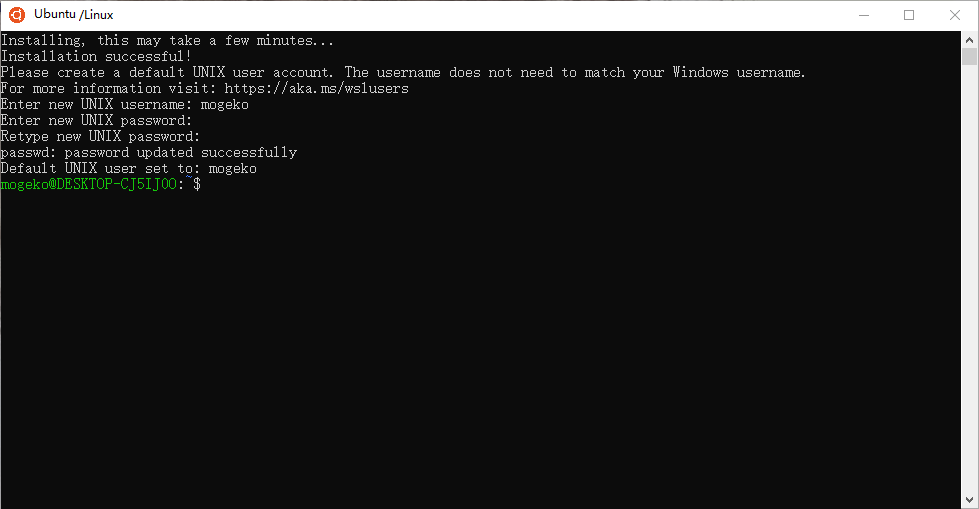 Ubuntu /Linux
Installing, this may take a few minutes...
Installation successful!
Please create a default UNIX user account. The username does not need to match your Windows username.
For more information visit: https://aka.ms/wslusers
Enter new UNIX username: mogeko
Enter new UNIX password:
Retype new UNIX password:
passwd: password updated successfully
Default UNIX user set to: mogeko
mogeko@DESKTOP-CJ5IJ0O:~$